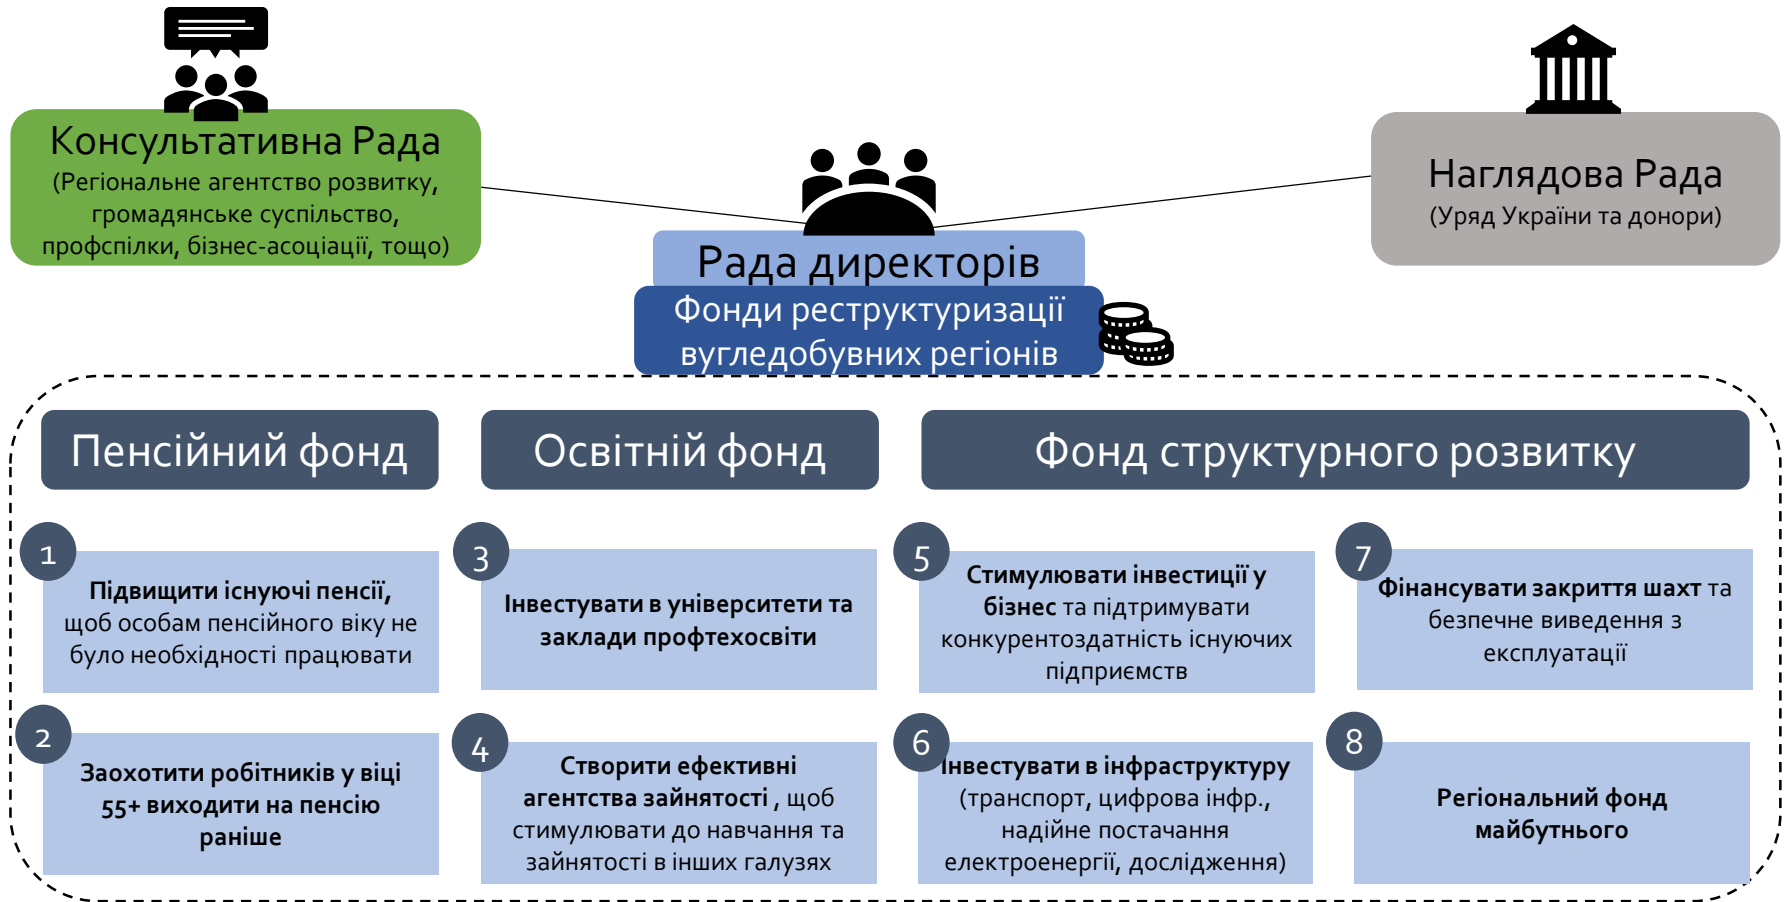 Консультативна Рада
(Регіональне агентство розвитку,
громадянське суспільство,
профспілки, бізнес-асоціації, тощо)
Наглядова Рада
(Уряд України та донори)
Рада директорів
Фонди реструктуризації
вугледобувних регіонів
Пенсійний фонд
Освітній фонд
Фонд структурного розвитку
1
Підвищити існуючі пенсії,
щоб особам пенсійного віку не
було необхідності працювати
2
Заохотити робітників у віці
55+ виходити на пенсію
раніше
3
Інвестувати в університети та
заклади профтехосвіти
4
Створити ефективні
агентства зайнятості , щоб
стимулювати до навчання та
зайнятості в інших галузях
5
Стимулювати інвестиції у
бізнес та підтримувати
конкурентоздатність існуючих
підприємств
6
Інвестувати в інфраструктуру
(транспорт, цифрова інфр.,
надійне постачання
електроенергії, дослідження)
7
Фінансувати закриття шахт та
безпечне виведення з
експлуатації
8
Регіональний фонд
майбутнього